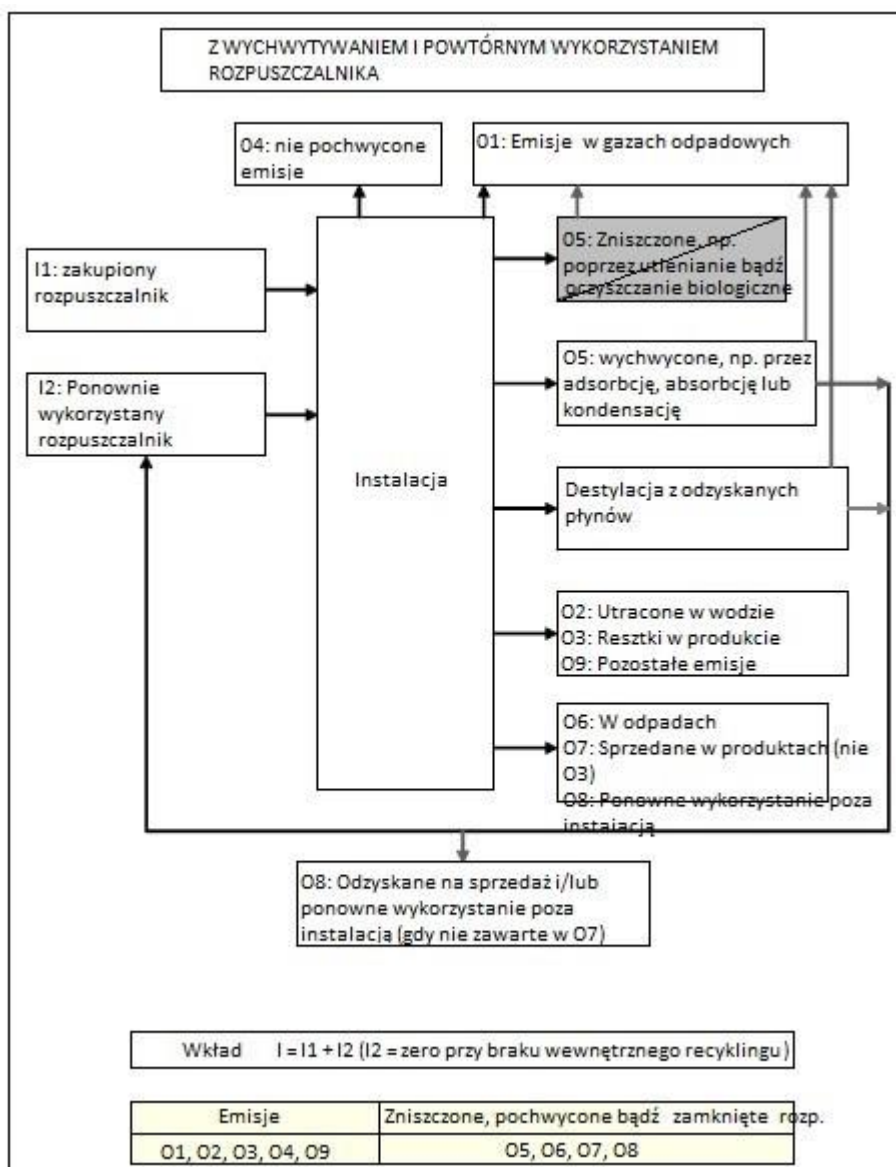 Z WYCHWYTYWANIEM I POWTÓRNYM WYKORZYSTANIEM
ROZPUSZCZALNIKA
O4: nie pochwycone
emisje
O1: Emisje w gazach odpadowych
I1: zakupiony
rozpuszczalnik
I2: Ponownie
wykorzystany
rozpuszczalnik
Instalacja
O5: Zniszczone, np.
poprzez utlenianie bądź
oczyszczanie biologiczne
O5: wychwycone, np. przez
adsorbcję, absorbcję lub
kondensację
Destylacja z odzyskanych
płynów
O2: Utracone w wodzie
O3: Resztki w produkcie
O9: Pozostałe emisje
O6: W odpadach
O7: Sprzedane w produktach (nie
O3)
O8: Ponowne wykorzystanie poza
instalacją
O8: Odzyskane na sprzedaż i/lub
ponowne wykorzystanie poza
instalacją (gdy nie zawarte w O7)
Wkład I = I1 + I2 (I2 = zero przy braku wewnętrznego recyklingu)
Emisje Zniszczone, pochwycone bądź zamknięte rozp.
O1, O2, O3, O4, O9 O5, O6, O7, O8